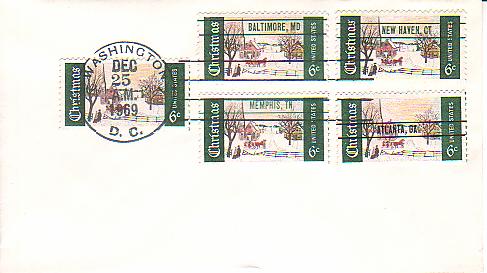 WASHINGTON
DEC
25
A.M.
1969
D. C.
Christmas
UNITED STATES
6c
Christmas
BALTIMORE, MD
UNITED STATES
6c
Christmas
NEW HAVEN, CT
UNITED STATES
6c
Christmas
MEMPHIS, TN
UNITED STATES
6c
Christmas
ATLANTA, GA
UNITED STATES
6c